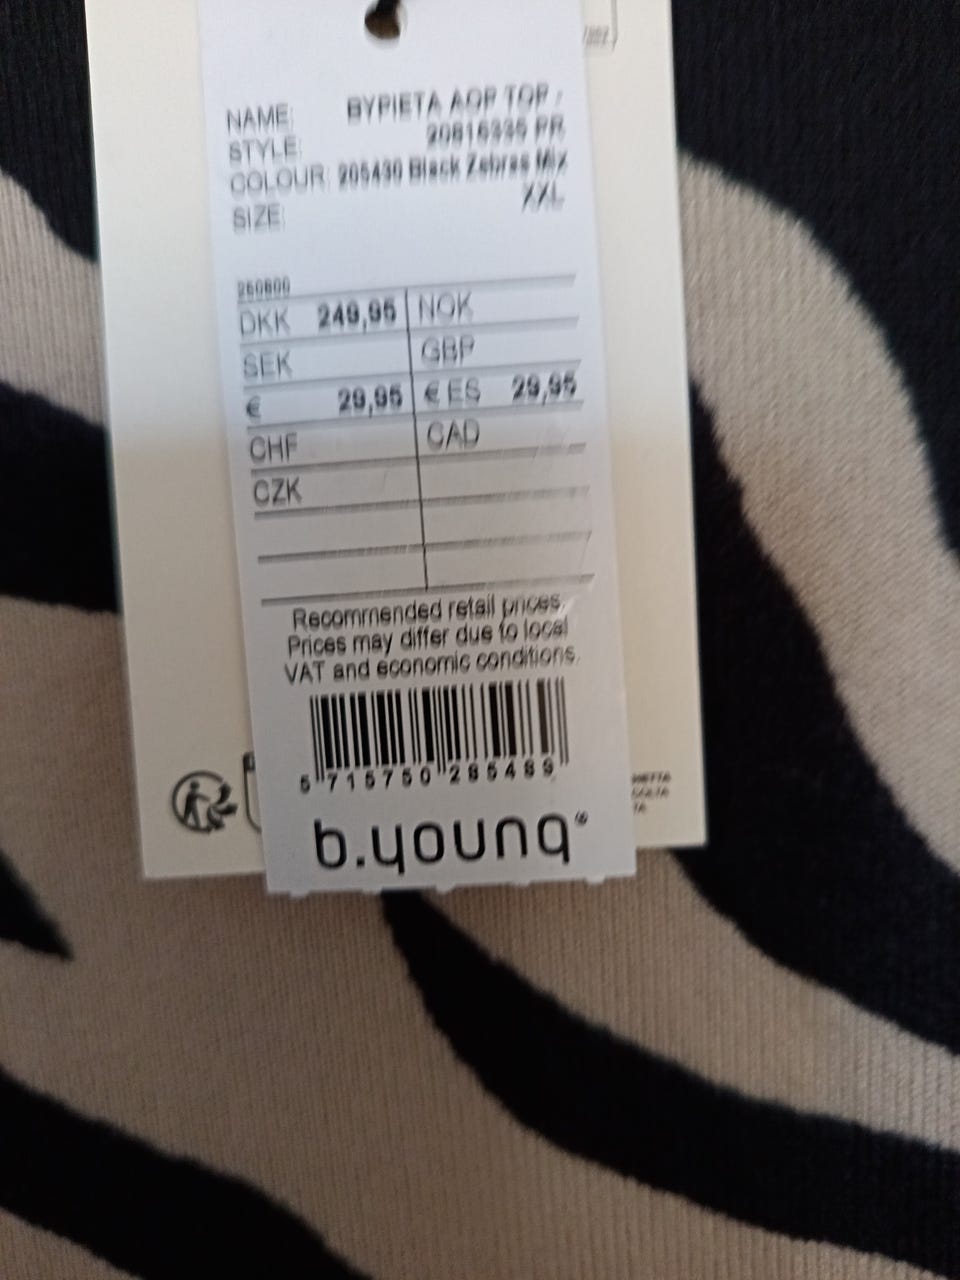 NAME: BYPIETA AOP TOP -
STYLE: 20816335 PR
COLOUR: 205430 Black Zebras Mix
SIZE: XXL
250800
DKK 249,95 NOK
SEK GBP
€ 29,95 € ES 29,95
CHF CAD
CZK
Recommended retail prices.
Prices may differ due to local
VAT and economic conditions.
5 715750 285489
b.young®